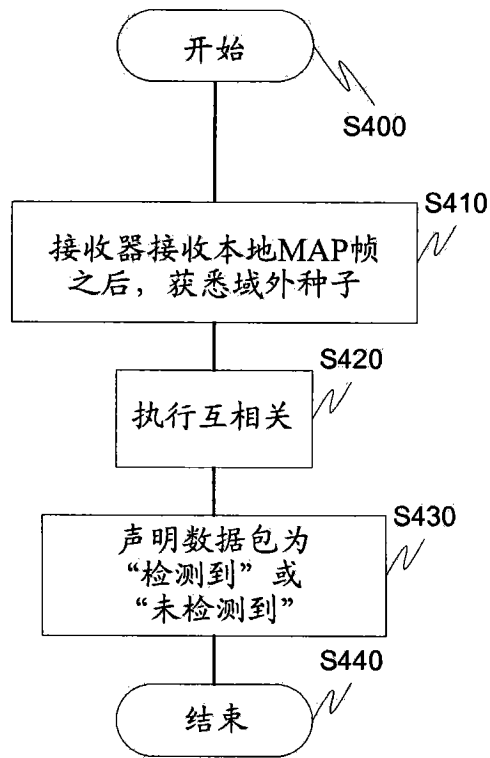 开始
S400
S410
接收器接收本地MAP帧
之后，获悉域外种子
S420
执行互相关
S430
声明数据包为
“检测到”或
“未检测到”
S440
结束